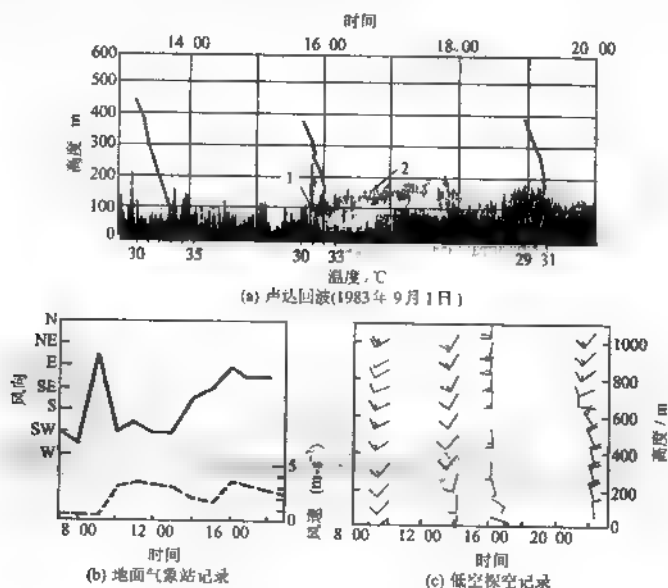 时间
14 00 16 00 18.00 20 00
600
500
400
300
200
100
0
高度 m
1 2
30 35 30 33 29 31
温度,℃
(a) 声达回波(1983年9月1日)
N
NE
E
SE
S
SW
W
风向
5
0
风速 (m·s⁻¹)
8 00 12 00 16 00
时间
(b) 地面气象站记录
1000
800
600
400
200
0
高度/m
8 00 12 00 16 00 20 00
时间
(c) 低空探空记录